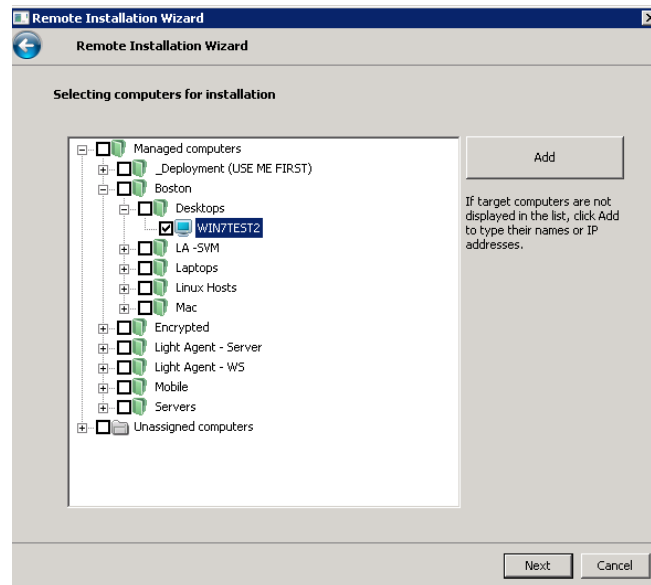 Remote Installation Wizard
Remote Installation Wizard
Selecting computers for installation
Managed computers
_Deployment (USE ME FIRST)
Boston
Desktops
WIN7TEST2
LA -SVM
Laptops
Linux Hosts
Mac
Encrypted
Light Agent - Server
Light Agent - WS
Mobile
Servers
Unassigned computers
Add
If target computers are not
displayed in the list, click Add
to type their names or IP
addresses.
Next
Cancel